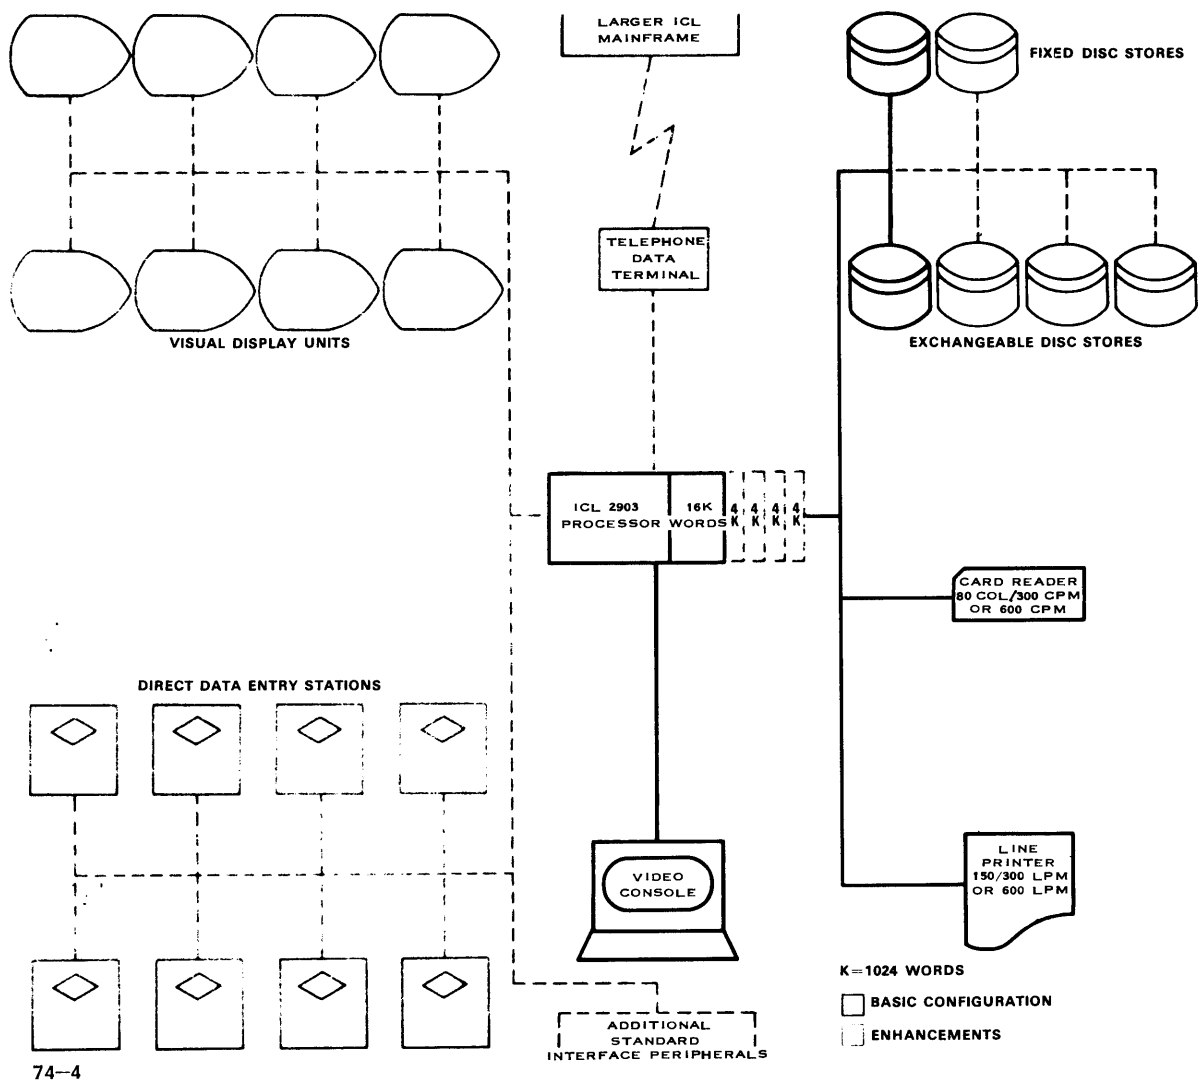 LARGER ICL
MAINFRAME
FIXED DISC STORES
TELEPHONE
DATA
TERMINAL
VISUAL DISPLAY UNITS
EXCHANGEABLE DISC STORES
ICL 2903
PROCESSOR
16K
WORDS
4
K
4
K
4
K
4
K
CARD READER
80 COL/300 CPM
OR 600 CPM
DIRECT DATA ENTRY STATIONS
VIDEO
CONSOLE
LINE
PRINTER
150/300 LPM
OR 600 LPM
K=1024 WORDS
BASIC CONFIGURATION
ENHANCEMENTS
ADDITIONAL
STANDARD
INTERFACE PERIPHERALS
74—4